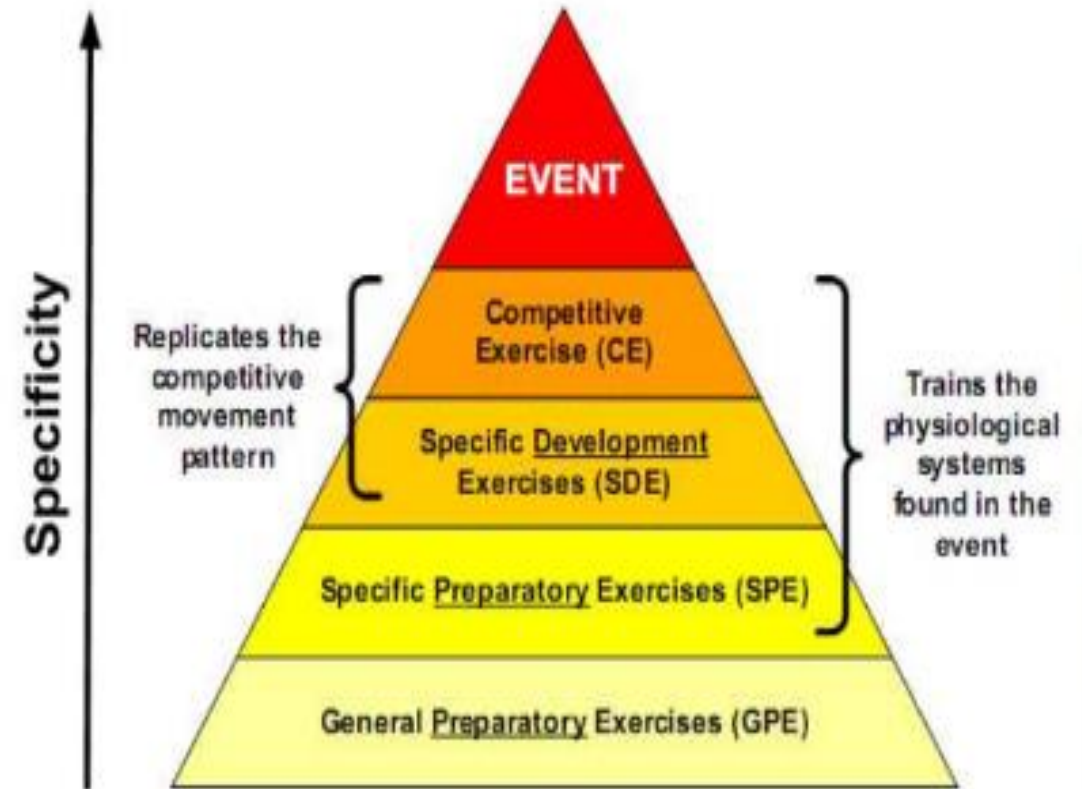 Specificity
EVENT
Replicates the
competitive
movement
pattern
Competitive
Exercise (CE)
Specific Development
Exercises (SDE)
Specific Preparatory Exercises (SPE)
General Preparatory Exercises (GPE)
Trains the
physiological
systems
found in the
event